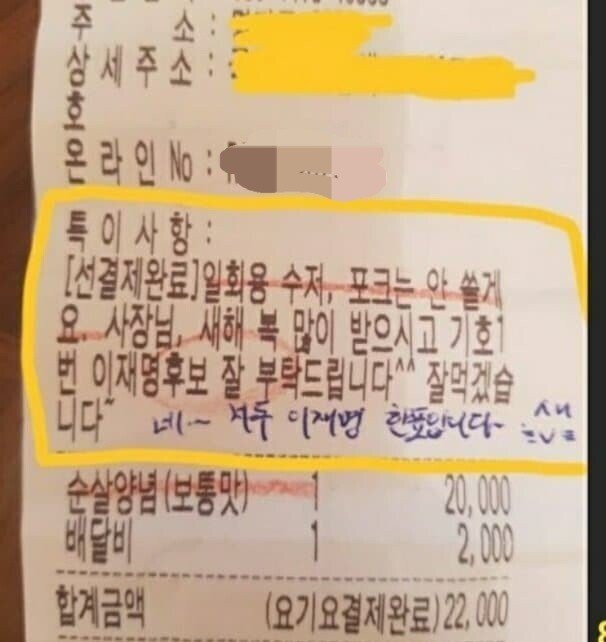 주 소 :
상세주소 :
호
온라인 No :
특이사항 :
[선결제완료]일회용 수저, 포크는 안 쓸게
요. 사장님, 새해 복 많이 받으시고 기호1
번 이재명후보 잘 부탁드립니다^^ 잘먹겠습
니다~ 네~ 저두 이재명 한표입니다~
순살양념(보통맛) 1 20,000
배달비 1 2,000
합계금액 (요기요결제완료)22,000